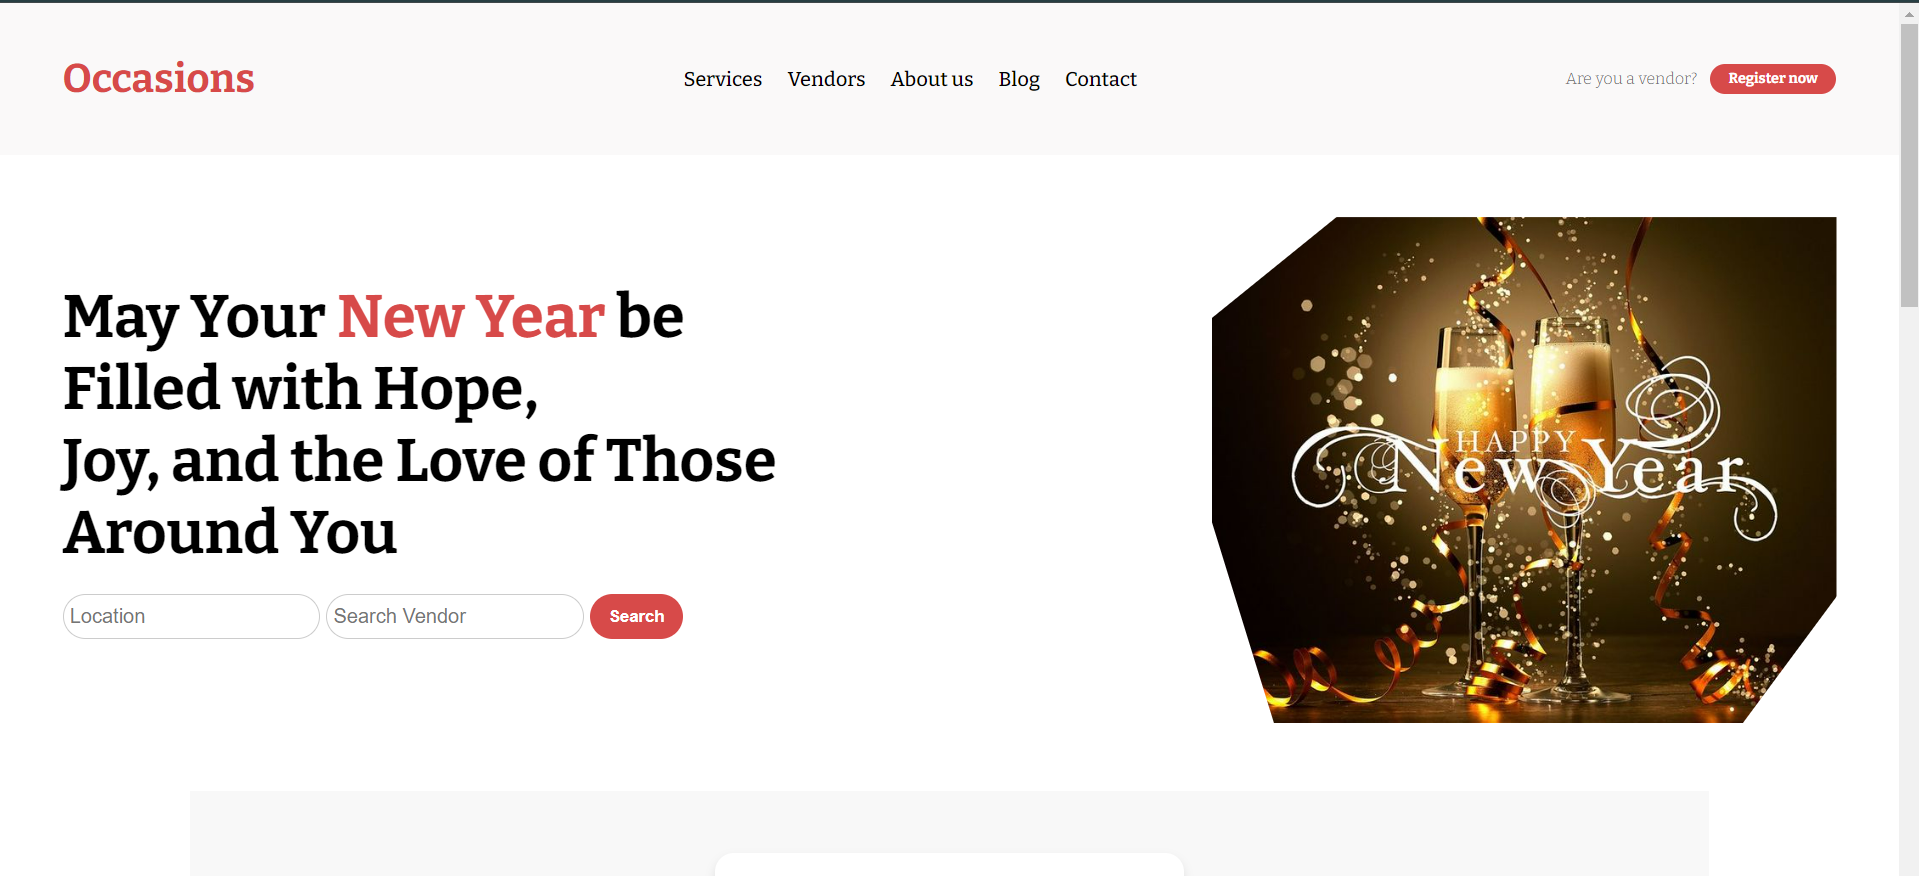 Occasions
Services Vendors About us Blog Contact
Are you a vendor? Register now
May Your New Year be
Filled with Hope,
Joy, and the Love of Those
Around You
Location Search Vendor Search
HAPPY
New Year